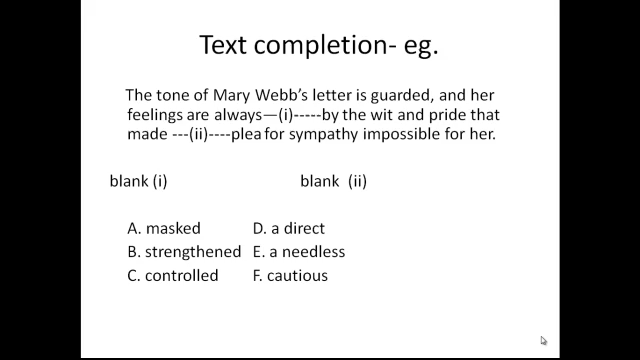 Text completion- eg.
The tone of Mary Webb's letter is guarded, and her
feelings are always—(i)-----by the wit and pride that
made ---(ii)----plea for sympathy impossible for her.
blank (i) blank (ii)
A. masked D. a direct
B. strengthened E. a needless
C. controlled F. cautious